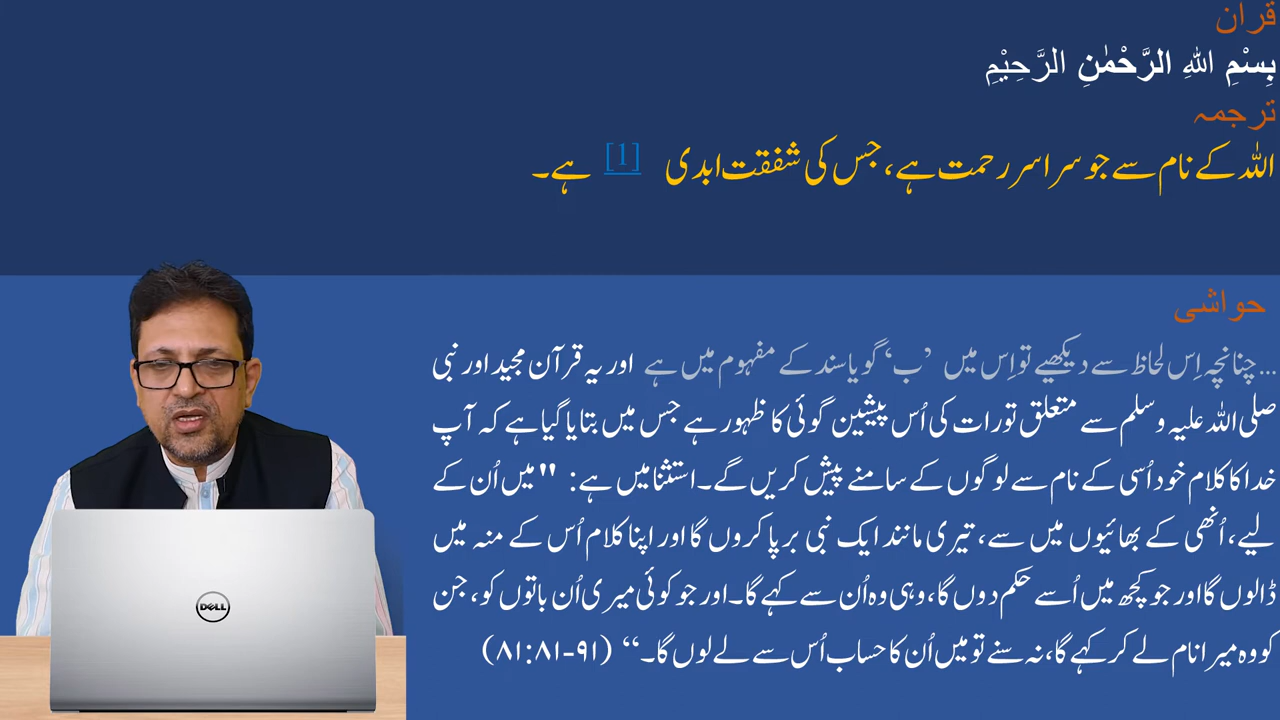 قرآن
بِسْمِ اللهِ الرَّحْمٰنِ الرَّحِیْمِ
ترجمہ
اللہ کے نام سے جو سراسر رحمت ہے، جس کی شفقت ابدی [1] ہے۔
حواشی
...چنانچہ اِس لحاظ سے دیکھیے تو اِس میں ’ب‘ گویا سند کے مفہوم میں ہے اور یہ قرآن مجید اور نبی
صلی اللہ علیہ وسلم سے متعلق تورات کی اُس پیشین گوئی کا ظہور ہے جس میں بتایا گیا ہے کہ آپ
خدا کا کلام خود اُسی کے نام سے لوگوں کے سامنے پیش کریں گے۔ استثنا میں ہے: "میں اُن کے
لیے، اُنھی کے بھائیوں میں سے، تیری مانند ایک نبی برپا کروں گا اور اپنا کلام اُس کے منہ میں
ڈالوں گا اور جو کچھ میں اُسے حکم دوں گا، وہی وہ اُن سے کہے گا۔ اور جو کوئی میری اُن باتوں کو، جن
کو وہ میرا نام لے کر کہے گا، نہ سنے تو میں اُن کا حساب اُس سے لے لوں گا۔“ (۸۱:۸۱-۹۱)
DELL